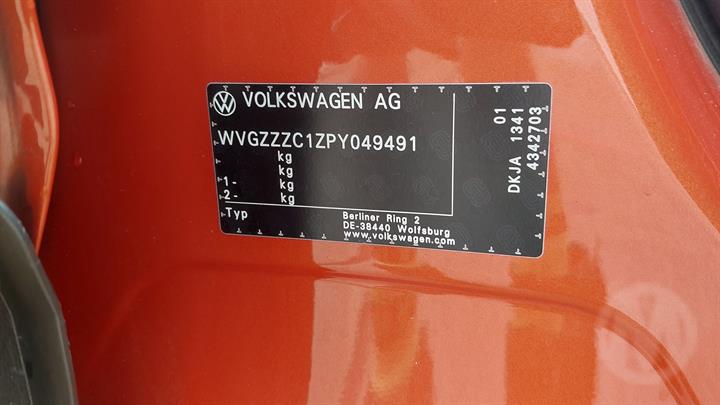 VOLKSWAGEN AG
WVGZZZC1ZPY049491
kg
kg
1- kg
2- kg
Typ
Berliner Ring 2
DE-38440 Wolfsburg
www.volkswagen.com
01
DKJA 1341
4342703